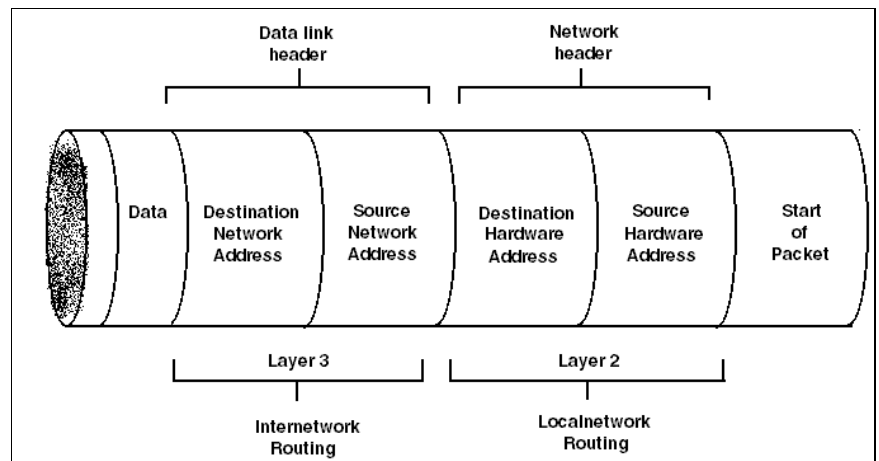 Data link
header
Network
header
Data
Destination
Network
Address
Source
Network
Address
Destination
Hardware
Address
Source
Hardware
Address
Start
of
Packet
Layer 3
Layer 2
Internetwork
Routing
Localnetwork
Routing